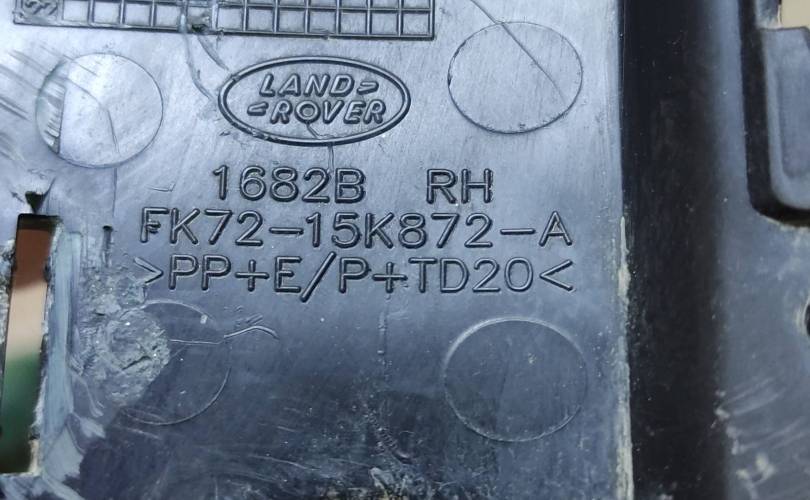 LAND
ROVER
1682B RH
FK72-15K872-A
>PP+E/P+TD20<